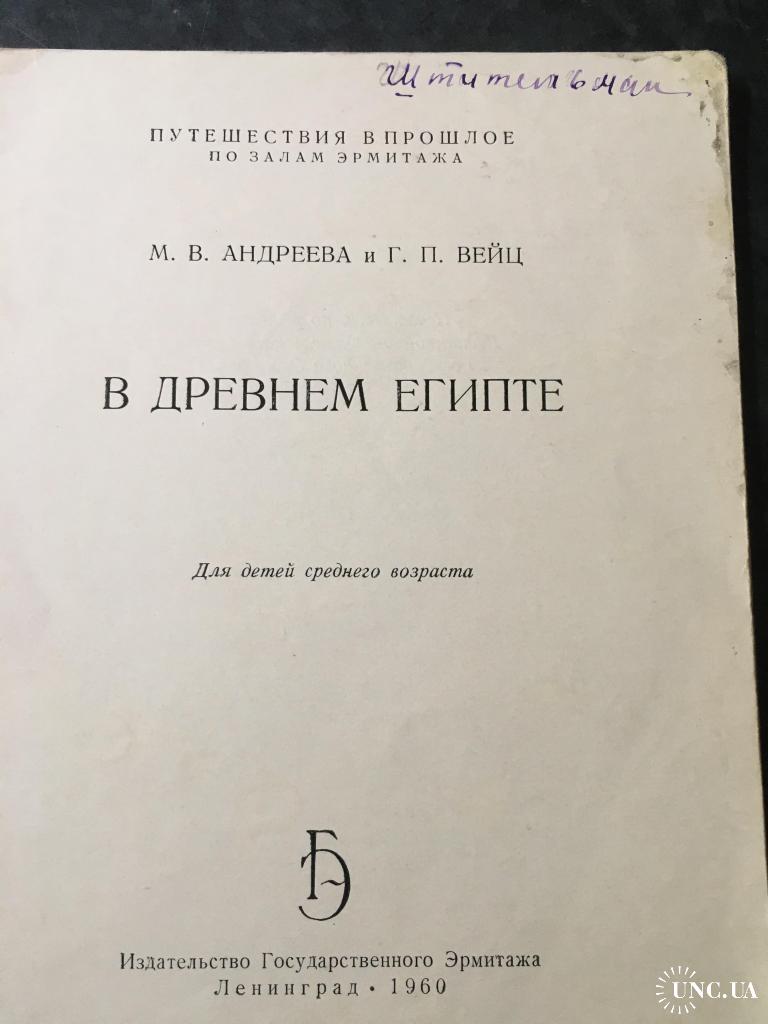 Штительман
ПУТЕШЕСТВИЯ В ПРОШЛОЕ
ПО ЗАЛАМ ЭРМИТАЖА
М. В. АНДРЕЕВА и Г. П. ВЕЙЦ
В ДРЕВНЕМ ЕГИПТЕ
Для детей среднего возраста
Издательство Государственного Эрмитажа
Ленинград • 1960
UNC.UA